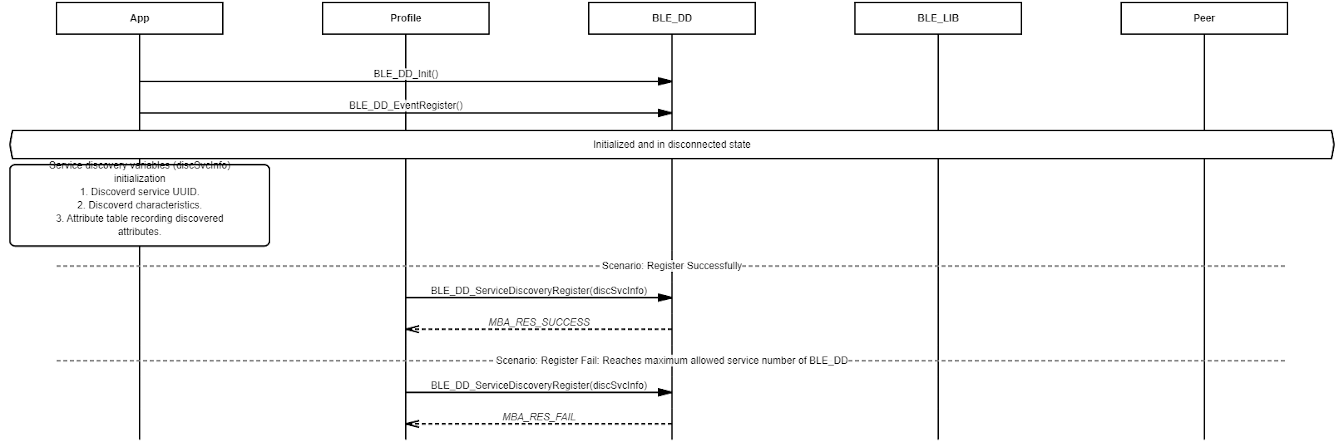 App
Profile
BLE_DD
BLE_LIB
Peer
BLE_DD_Init()
BLE_DD_EventRegister()
Initialized and in disconnected state
Service discovery variables (discSvcInfo)
initialization
1. Discoverd service UUID.
2. Discoverd characteristics.
3. Attribute table recording discovered
attributes.
Scenario: Register Successfully
BLE_DD_ServiceDiscoveryRegister(discSvcInfo)
MBA_RES_SUCCESS
Scenario: Register Fail: Reaches maximum allowed service number of BLE_DD
BLE_DD_ServiceDiscoveryRegister(discSvcInfo)
MBA_RES_FAIL